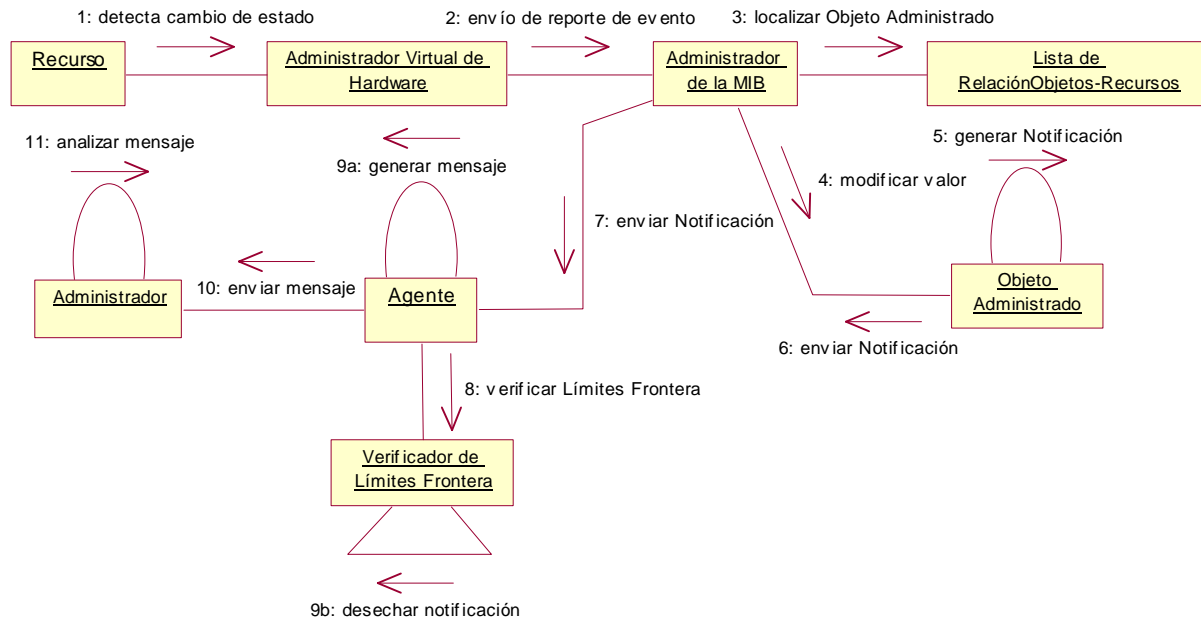 1: detecta cambio de estado
2: envío de reporte de evento
3: localizar Objeto Administrado
Recurso
Administrador Virtual de
Hardware
Administrador
de la MIB
Lista de
RelaciónObjetos-Recursos
11: analizar mensaje
9a: generar mensaje
5: generar Notificación
4: modificar valor
7: enviar Notificación
Administrador
10: enviar mensaje
Agente
Objeto
Administrado
6: enviar Notificación
8: verificar Límites Frontera
Verificador de
Límites Frontera
9b: desechar notificación